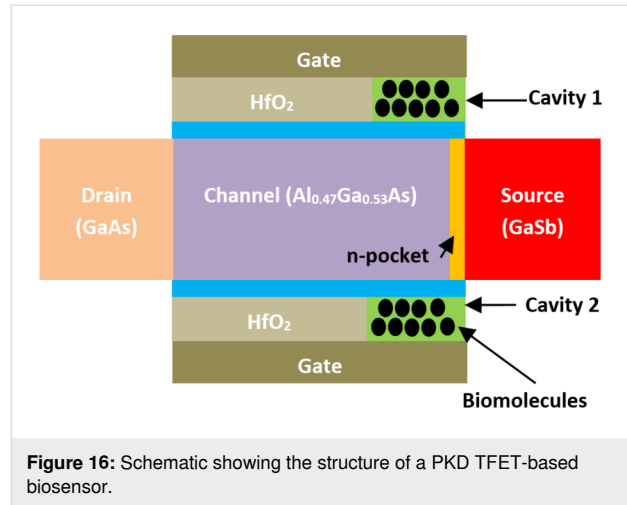 Gate
HfO₂
Cavity 1
Drain
(GaAs)
Channel (Al₀.₄₇Ga₀.₅₃As)
Source
(GaSb)
n-pocket
HfO₂
Cavity 2
Gate
Biomolecules
Figure 16: Schematic showing the structure of a PKD TFET-based
biosensor.